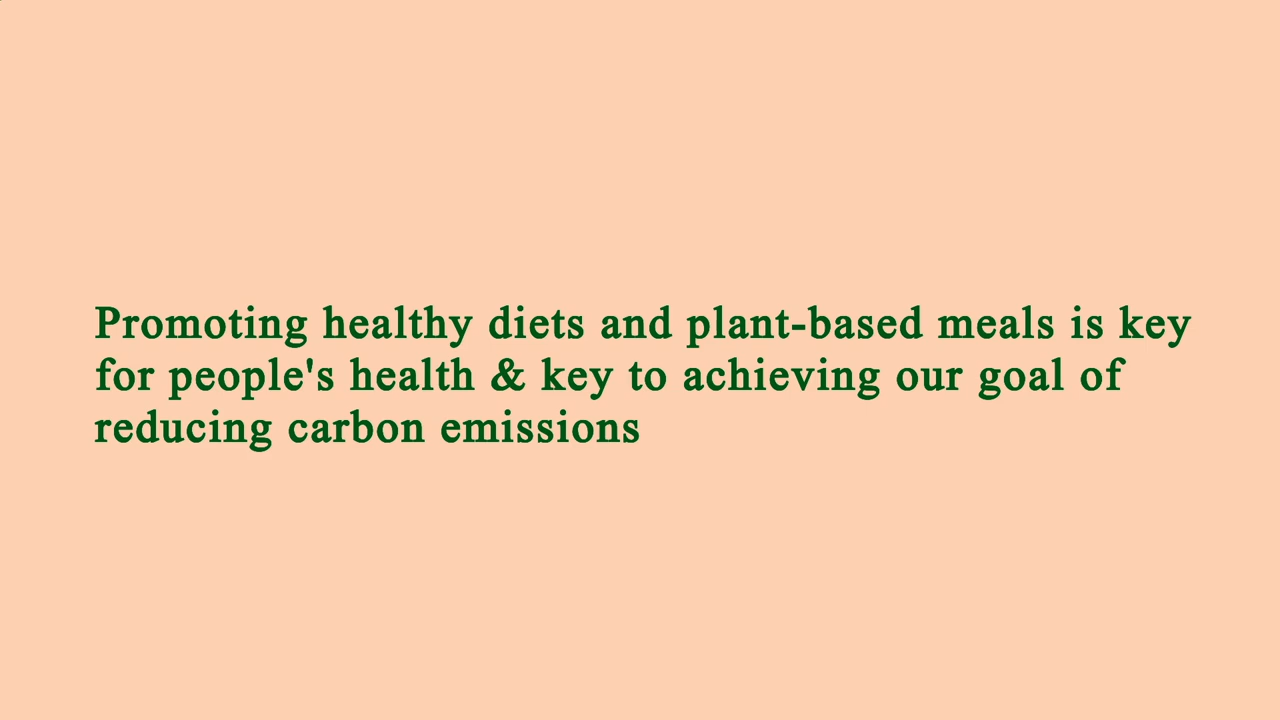 Promoting healthy diets and plant-based meals is key
for people's health & key to achieving our goal of
reducing carbon emissions